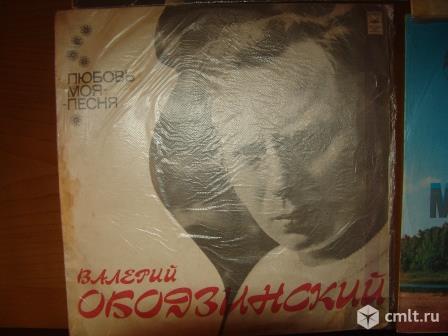 ЛЮБОВЬ
МОЯ-
-ПЕСНЯ
ВАЛЕРИЙ
ОБОДЗИНСКИЙ
М
cmlt.ru